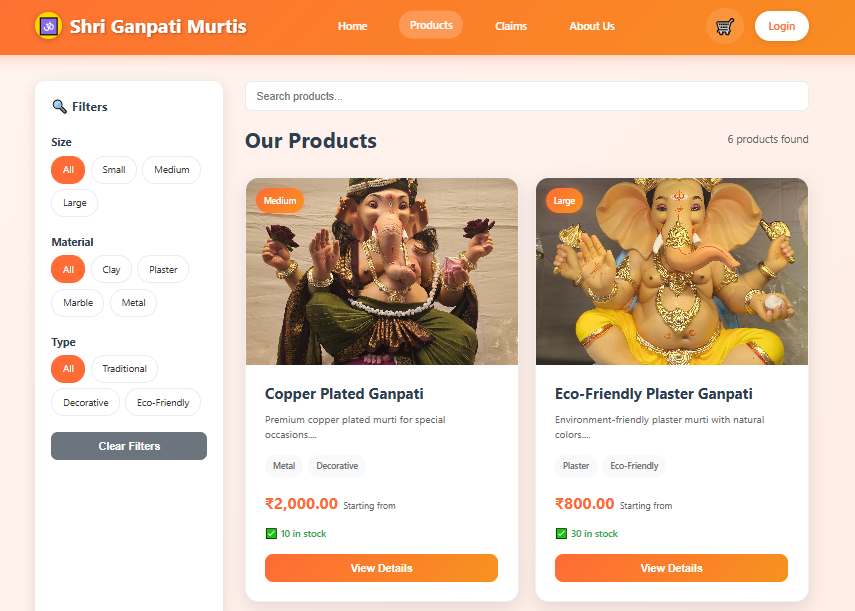 ॐ Shri Ganpati Murtis
Home
Products
Claims
About Us
Login
Filters
Size
All
Small
Medium
Large
Material
All
Clay
Plaster
Marble
Metal
Type
All
Traditional
Decorative
Eco-Friendly
Clear Filters
Search products...
Our Products
6 products found
Medium
Copper Plated Ganpati
Premium copper plated murti for special
occasions....
Metal
Decorative
₹2,000.00 Starting from
✅ 10 in stock
View Details
Large
Eco-Friendly Plaster Ganpati
Environment-friendly plaster murti with natural
colors....
Plaster
Eco-Friendly
₹800.00 Starting from
✅ 30 in stock
View Details